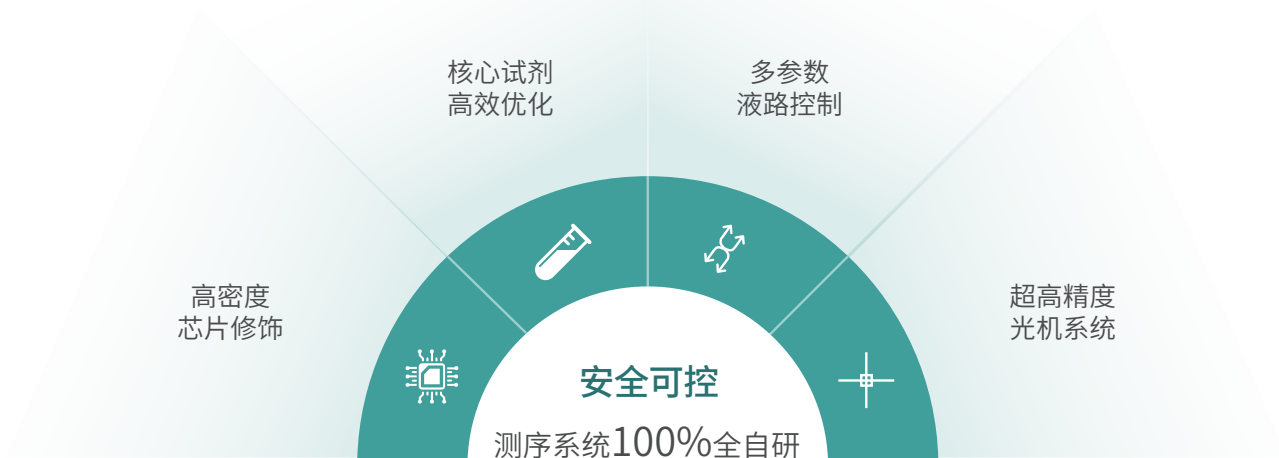 核心试剂
高效优化
多参数
液路控制
高密度
芯片修饰
超高精度
光机系统
安全可控
测序系统100%全自研